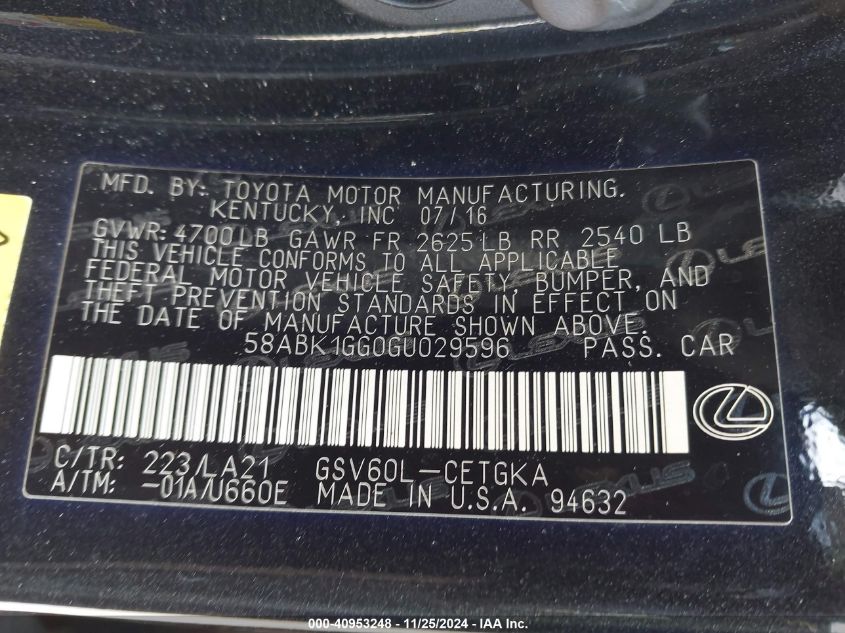 MFD. BY: TOYOTA MOTOR MANUFACTURING.
KENTUCKY, INC 07/16
GVWR: 4700LB GAWR FR 2625LB RR 2540 LB
THIS VEHICLE CONFORMS TO ALL APPLICABLE
FEDERAL MOTOR VEHICLE SAFETY, BUMPER, AND
THEFT PREVENTION STANDARDS IN EFFECT ON
THE DATE OF MANUFACTURE SHOWN ABOVE.
58ABK1GG0GU029596 PASS. CAR
C/TR: 223/LA21 GSV60L-CETGKA
A/TM: -01A/U660E MADE IN U.S.A. 94632
000 - 40953248 - 11/25/2024 - IAA Inc.